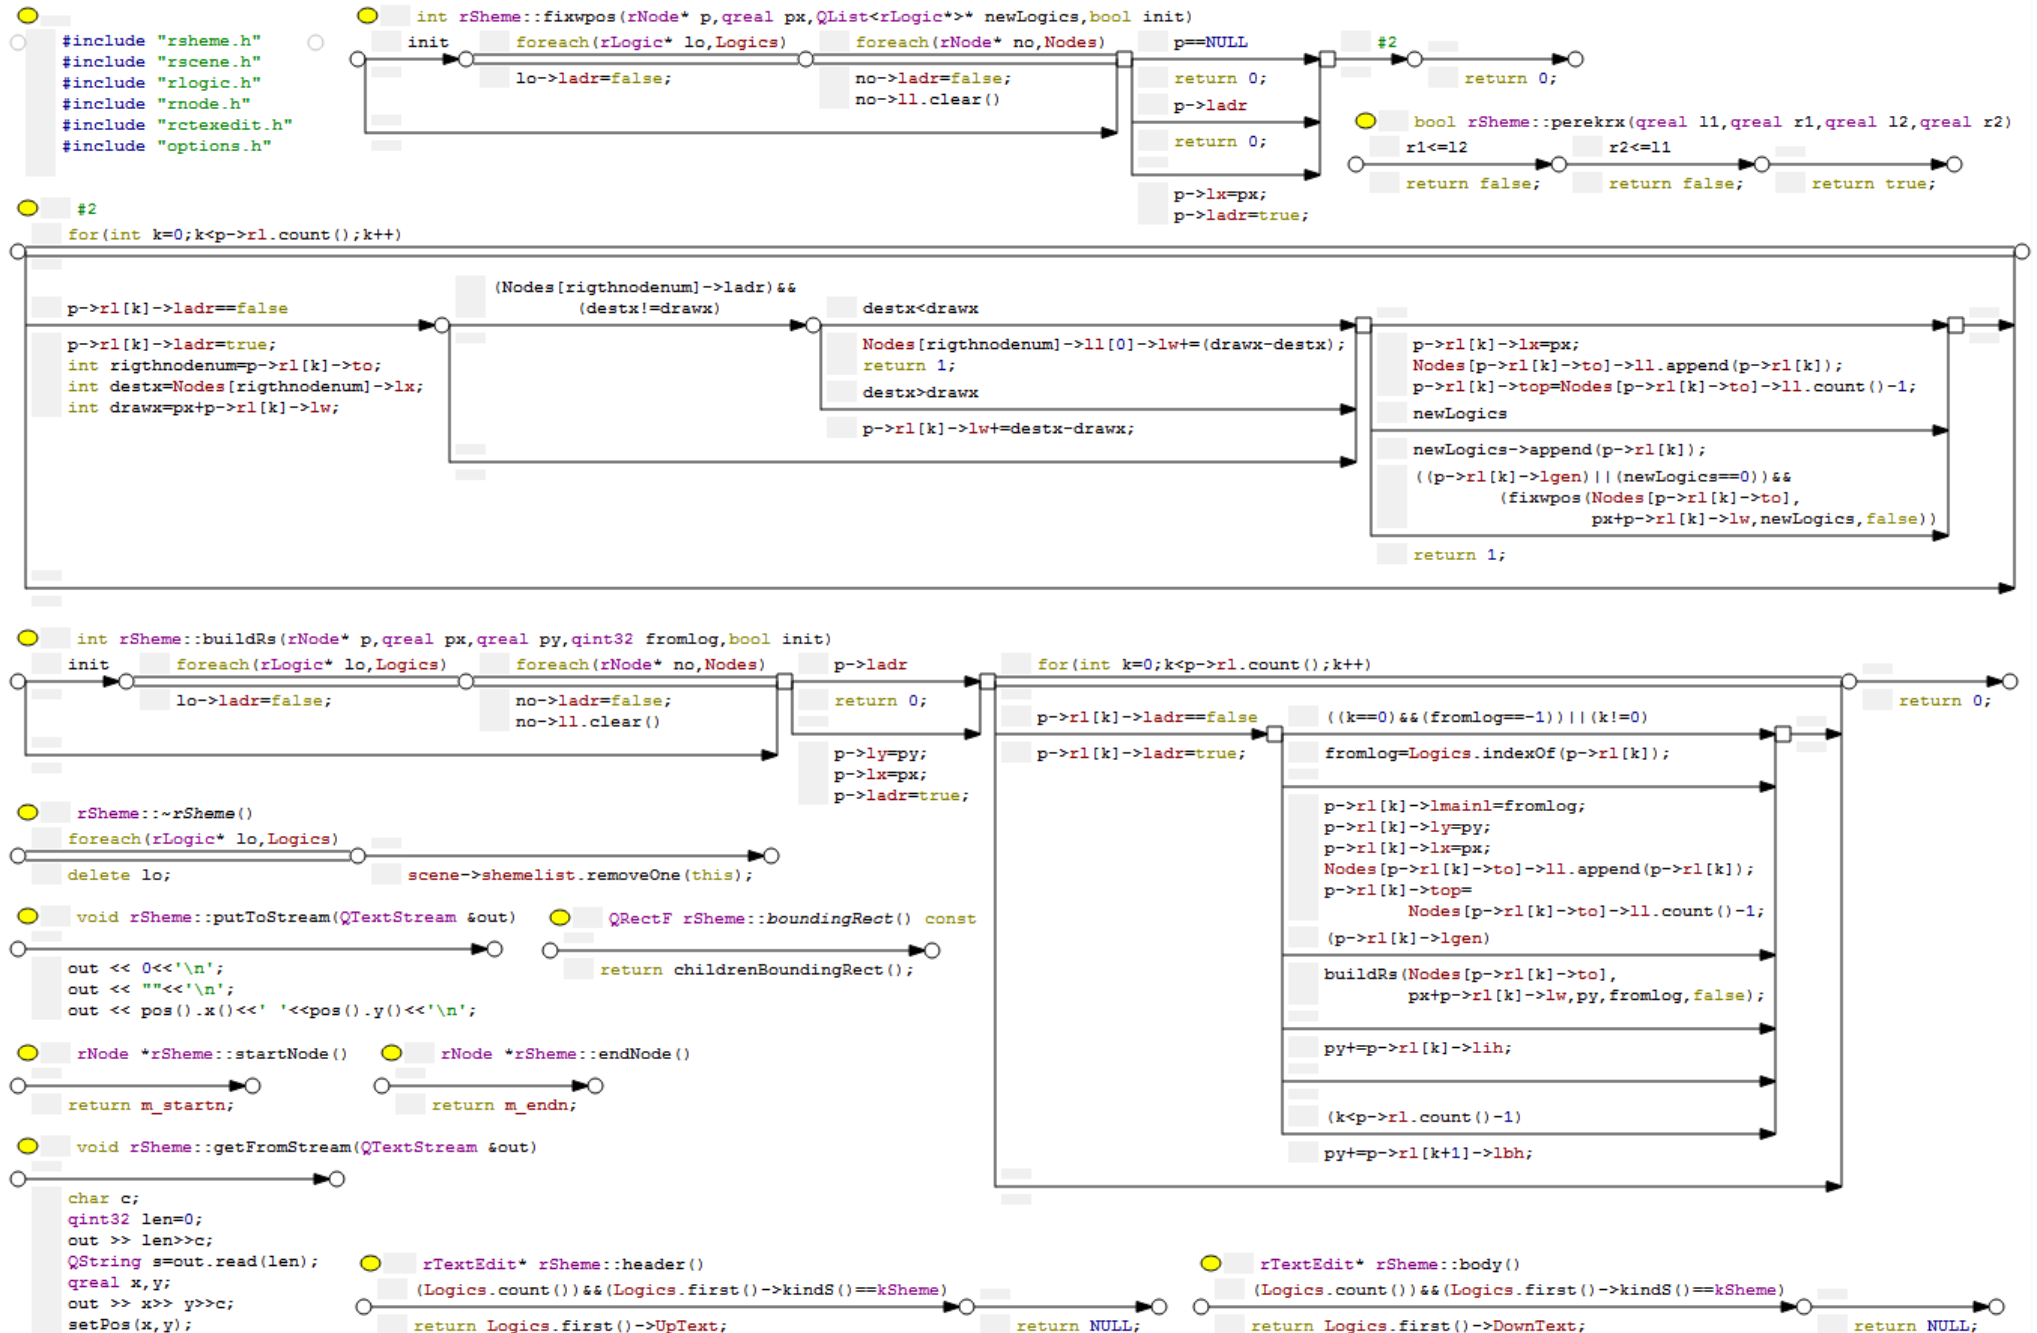 #include "rsheme.h"
#include "rscene.h"
#include "rlogic.h"
#include "rnode.h"
#include "rctexedit.h"
#include "options.h"
int rSheme::fixwpos(rNode* p,qreal px,QList<rLogic*>* newLogics,bool init)
init
foreach(rLogic* lo,Logics)
lo->ladr=false;
foreach(rNode* no,Nodes)
no->ladr=false;
no->ll.clear()
p==NULL
return 0;
p->ladr
return 0;
p->lx=px;
p->ladr=true;
#2
return 0;
bool rSheme::perekrx(qreal l1,qreal r1,qreal l2,qreal r2)
r1<=l2
return false;
r2<=l1
return false;
return true;
#2
for(int k=0;k<p->rl.count();k++)
p->rl[k]->ladr==false
p->rl[k]->ladr=true;
int rigthnodenum=p->rl[k]->to;
int destx=Nodes[rigthnodenum]->lx;
int drawx=px+p->rl[k]->lw;
(Nodes[rigthnodenum]->ladr)&&
(destx!=drawx)
destx<drawx
Nodes[rigthnodenum]->ll[0]->lw+=(drawx-destx);
return 1;
destx>drawx
p->rl[k]->lw+=destx-drawx;
p->rl[k]->lx=px;
Nodes[p->rl[k]->to]->ll.append(p->rl[k]);
p->rl[k]->top=Nodes[p->rl[k]->to]->ll.count()-1;
newLogics
newLogics->append(p->rl[k]);
((p->rl[k]->lgen)||(newLogics==0))&&
(fixwpos(Nodes[p->rl[k]->to],
px+p->rl[k]->lw,newLogics,false))
return 1;
int rSheme::buildRs(rNode* p,qreal px,qreal py,qint32 fromlog,bool init)
init
foreach(rLogic* lo,Logics)
lo->ladr=false;
foreach(rNode* no,Nodes)
no->ladr=false;
no->ll.clear()
p->ladr
return 0;
p->ly=py;
p->lx=px;
p->ladr=true;
for(int k=0;k<p->rl.count();k++)
p->rl[k]->ladr==false
p->rl[k]->ladr=true;
((k==0)&&(fromlog==-1))||(k!=0)
fromlog=Logics.indexOf(p->rl[k]);
p->rl[k]->lmainl=fromlog;
p->rl[k]->ly=py;
p->rl[k]->lx=px;
Nodes[p->rl[k]->to]->ll.append(p->rl[k]);
p->rl[k]->top=
Nodes[p->rl[k]->to]->ll.count()-1;
(p->rl[k]->lgen)
buildRs(Nodes[p->rl[k]->to],
px+p->rl[k]->lw,py,fromlog,false);
py+=p->rl[k]->lih;
(k<p->rl.count()-1)
py+=p->rl[k+1]->lbh;
return 0;
rSheme::~rSheme()
foreach(rLogic* lo,Logics)
delete lo;
scene->shemelist.removeOne(this);
void rSheme::putToStream(QTextStream &out)
out << 0<<'\n';
out << ""<<'\n';
out << pos().x()<<' '<<pos().y()<<'\n';
QRectF rSheme::boundingRect() const
return childrenBoundingRect();
rNode *rSheme::startNode()
return m_startn;
rNode *rSheme::endNode()
return m_endn;
void rSheme::getFromStream(QTextStream &out)
char c;
qint32 len=0;
out >> len>>c;
QString s=out.read(len);
qreal x,y;
out >> x>> y>>c;
setPos(x,y);
rTextEdit* rSheme::header()
(Logics.count())&&(Logics.first()->kindS()==kSheme)
return Logics.first()->UpText;
return NULL;
rTextEdit* rSheme::body()
(Logics.count())&&(Logics.first()->kindS()==kSheme)
return Logics.first()->DownText;
return NULL;